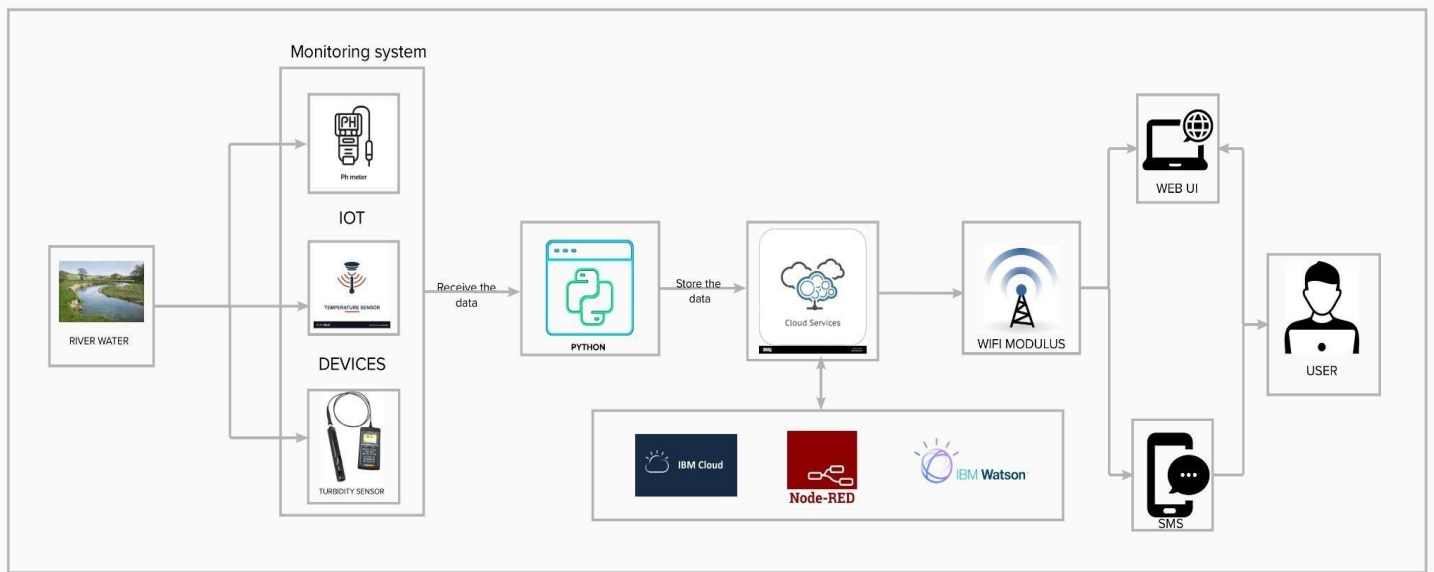 Monitoring system
PH
Ph meter
IOT
TEMPERATURE SENSOR
DEVICES
TURBIDITY SENSOR
RIVER WATER
Receive the
data
PYTHON
Store the
data
Cloud Services
IBM Cloud
Node-RED
IBM Watson
WIFI MODULUS
WEB UI
SMS
USER